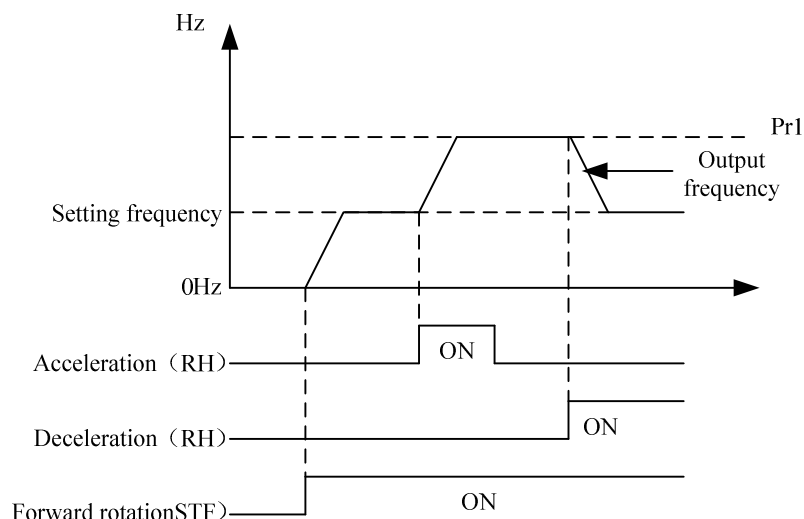 Hz
Pr1
Output
frequency
Setting frequency
0Hz
Acceleration（RH）
ON
Deceleration（RH）
ON
Forward rotationSTF）
ON